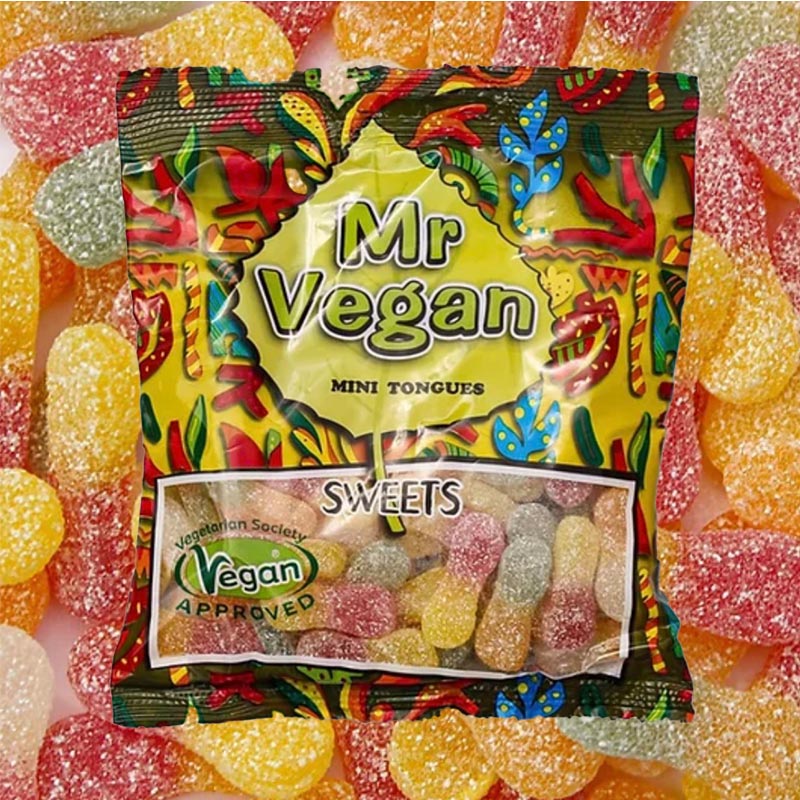 Mr
Vegan
MINI TONGUES
SWEETS
Vegetarian Society
Vegan
APPROVED